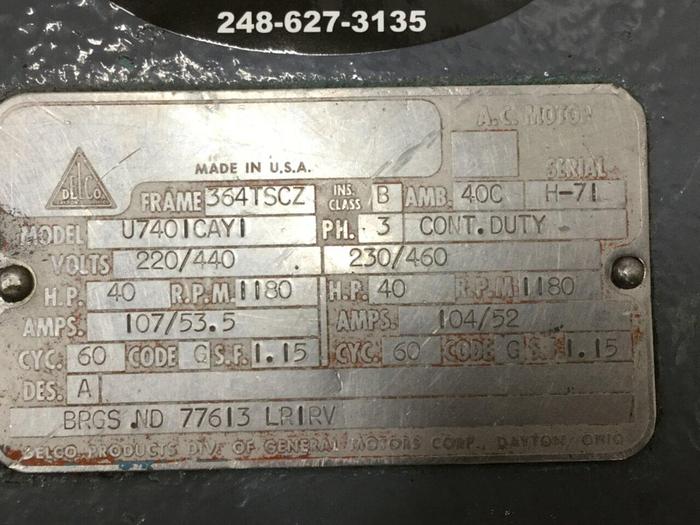 248-627-3135
A.C. MOTOR
DELCO
MADE IN U.S.A.
SERIAL
FRAME 364TSCZ INS. CLASS B AMB. 40C H-71
MODEL U7401CAY1 PH. 3 CONT. DUTY
VOLTS 220/440 230/460
H.P. 40 R.P.M. 1180 H.P. 40 R.P.M. 1180
AMPS. 107/53.5 AMPS. 104/52
CYC. 60 CODE G S.F. 1.15 CYC. 60 CODE G S.F. 1.15
DES. A
BRGS.ND 77613 LRIRV
DELCO PRODUCTS DIV. OF GENERAL MOTORS CORP., DAYTON, OHIO